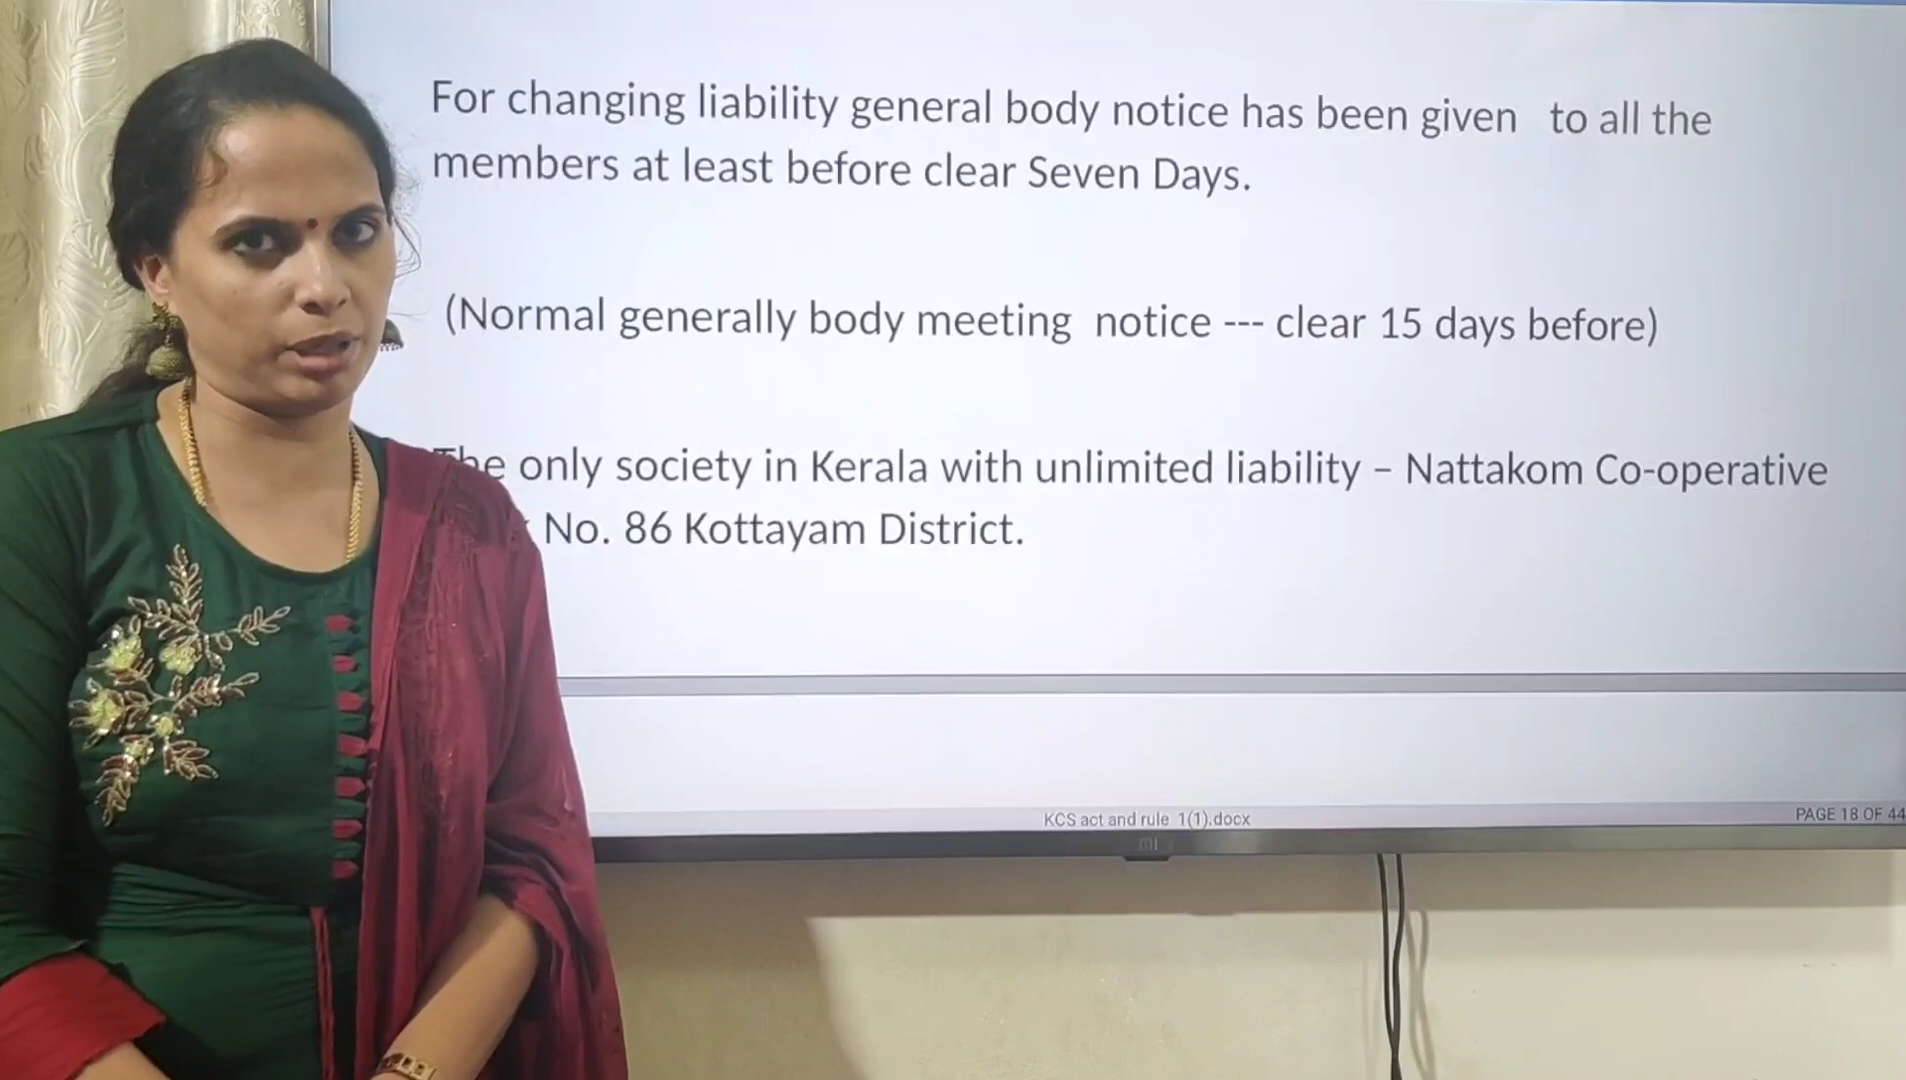 For changing liability general body notice has been given to all the
members at least before clear Seven Days.
(Normal generally body meeting notice --- clear 15 days before)
The only society in Kerala with unlimited liability – Nattakom Co-operative
No. 86 Kottayam District.
KCS act and rule 1(1).docx
PAGE 18 OF 44
mi